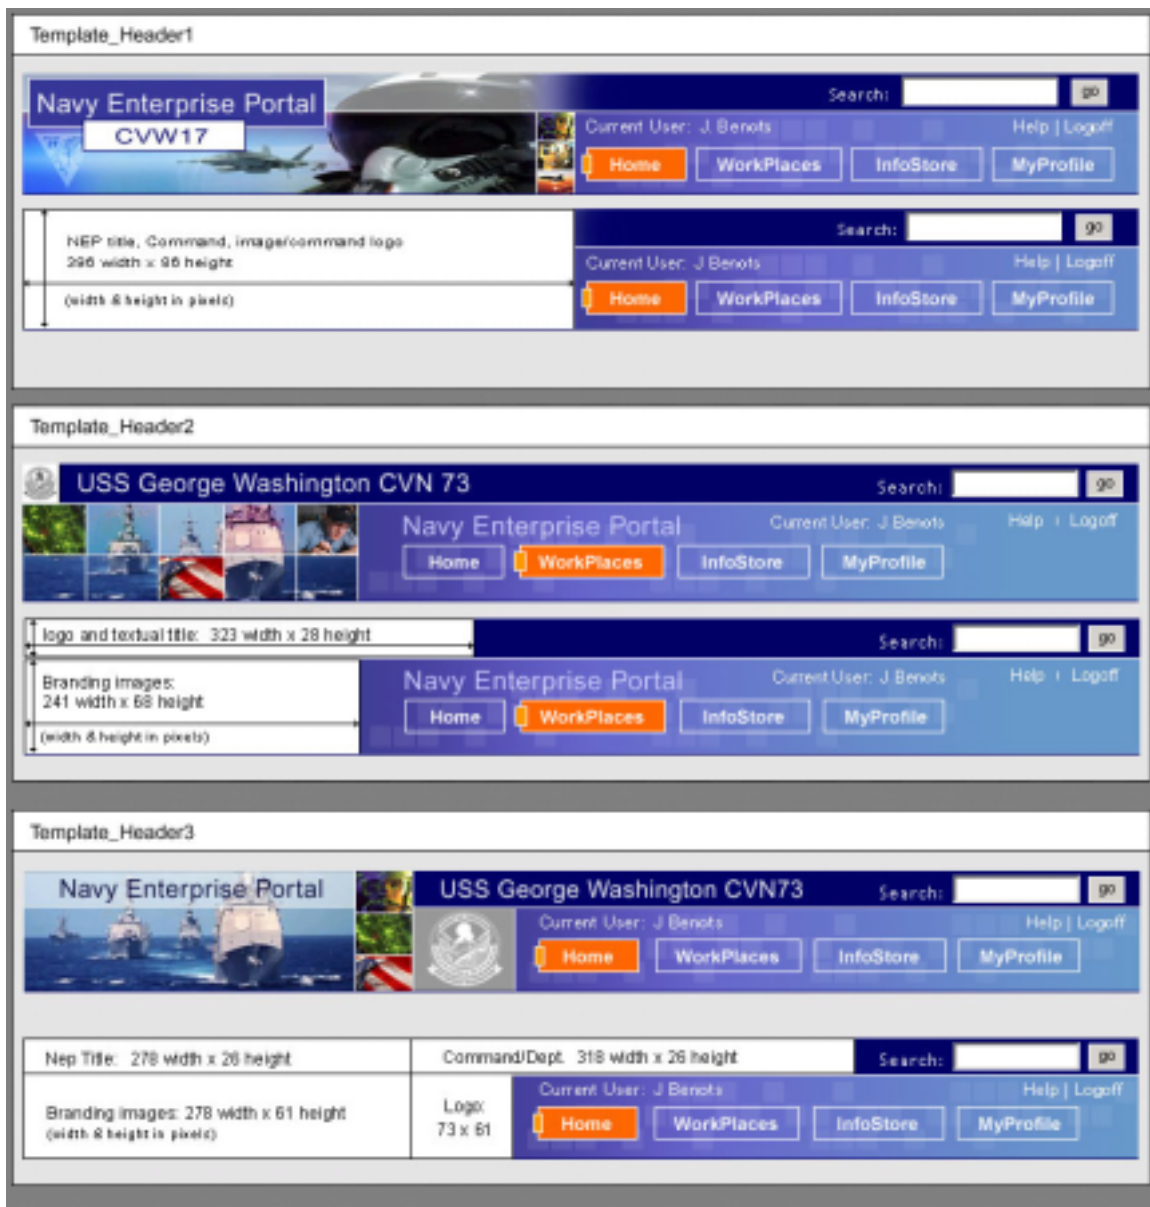 Template_Header1
Navy Enterprise Portal
CVW17
Search: go
Current User: J. Benots Help | Logoff
Home WorkPlaces InfoStore MyProfile
NEP title, Command, image/command logo
396 width x 96 height
(width & height in pixels)
Search: go
Current User: J Benots Help | Logoff
Home WorkPlaces InfoStore MyProfile
Template_Header2
USS George Washington CVN 73
Search: go
Navy Enterprise Portal Current User: J Benots Help | Logoff
Home WorkPlaces InfoStore MyProfile
logo and textual title: 323 width x 28 height
Search: go
Branding images:
241 width x 68 height
(width & height in pixels)
Navy Enterprise Portal Current User: J Benots Help | Logoff
Home WorkPlaces InfoStore MyProfile
Template_Header3
Navy Enterprise Portal USS George Washington CVN73 Search: go
Current User: J Benots Help | Logoff
Home WorkPlaces InfoStore MyProfile
Nep Title: 278 width x 26 height Command/Dept. 318 width x 26 height Search: go
Branding images: 278 width x 61 height
(width & height in pixels)
Logo:
73 x 61
Current User: J Benots Help | Logoff
Home WorkPlaces InfoStore MyProfile